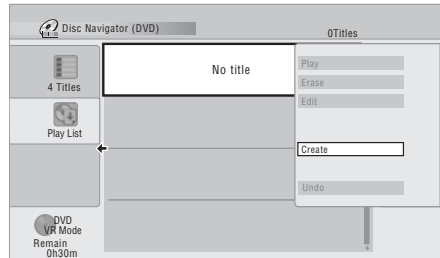 Disc Navigator (DVD)
0Titles
4 Titles
Play List
DVD
VR Mode
Remain
0h30m
No title
Play
Erase
Edit
Create
Undo